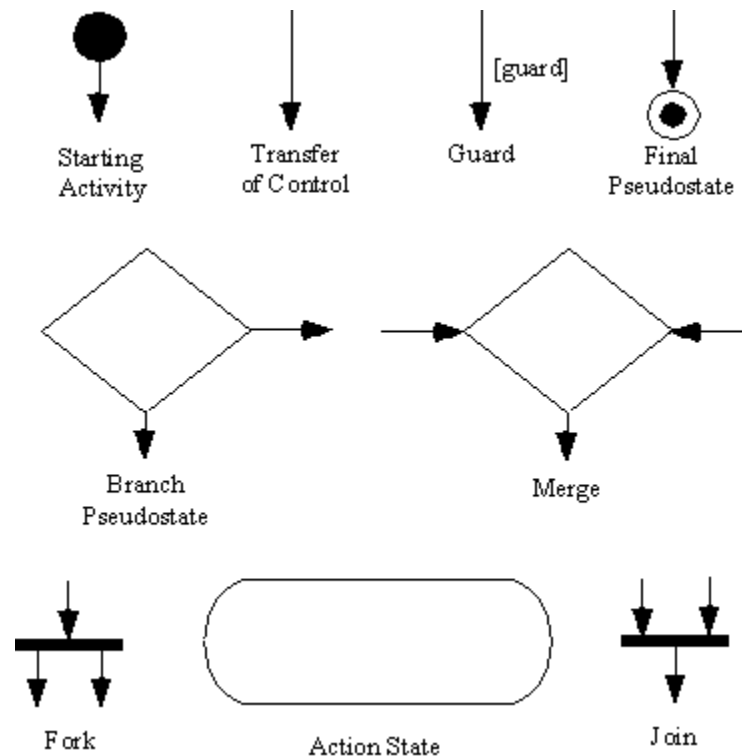 [guard]
Starting
Activity
Transfer
of Control
Guard
Final
Pseudostate
Branch
Pseudostate
Merge
Fork
Action State
Join